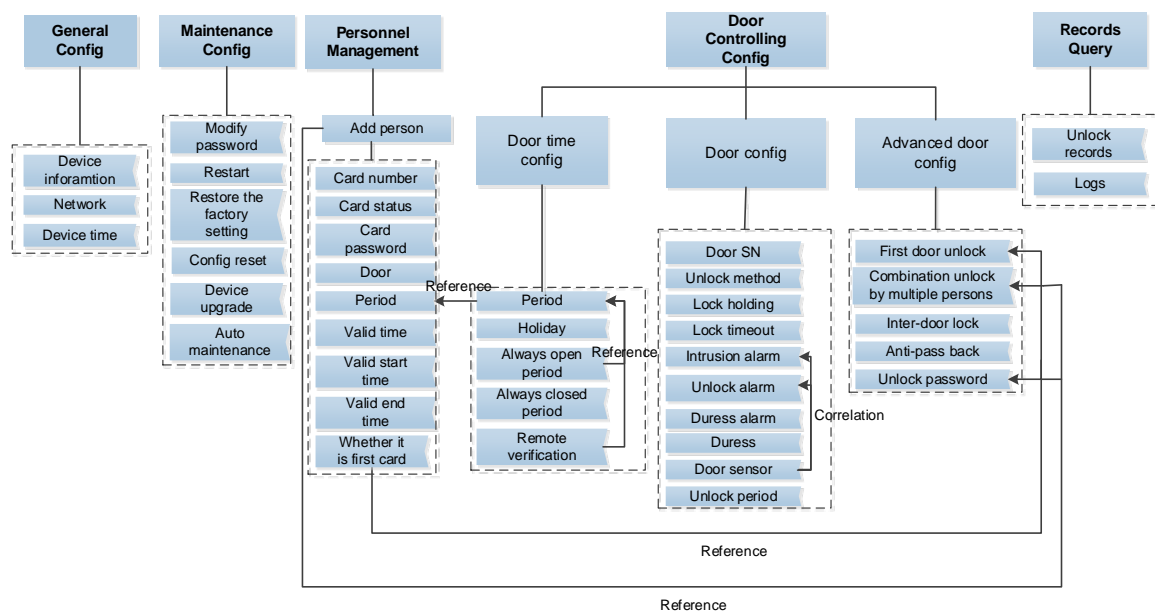 General
Config
Maintenance
Config
Personnel
Management
Door
Controlling
Config
Records
Query
Device
inforamtion
Network
Device time
Modify
password
Restart
Restore the
factory
setting
Config reset
Device
upgrade
Auto
maintenance
Add person
Card number
Card status
Card
password
Door
Period
Valid time
Valid start
time
Valid end
time
Whether it
is first card
Reference
Door time
config
Period
Holiday
Always open
period
Always closed
period
Remote
verification
Reference
Door config
Door SN
Unlock method
Lock holding
Lock timeout
Intrusion alarm
Unlock alarm
Duress alarm
Duress
Door sensor
Unlock period
Correlation
Advanced door
config
First door unlock
Combination unlock
by multiple persons
Inter-door lock
Anti-pass back
Unlock password
Unlock
records
Logs
Reference
Reference